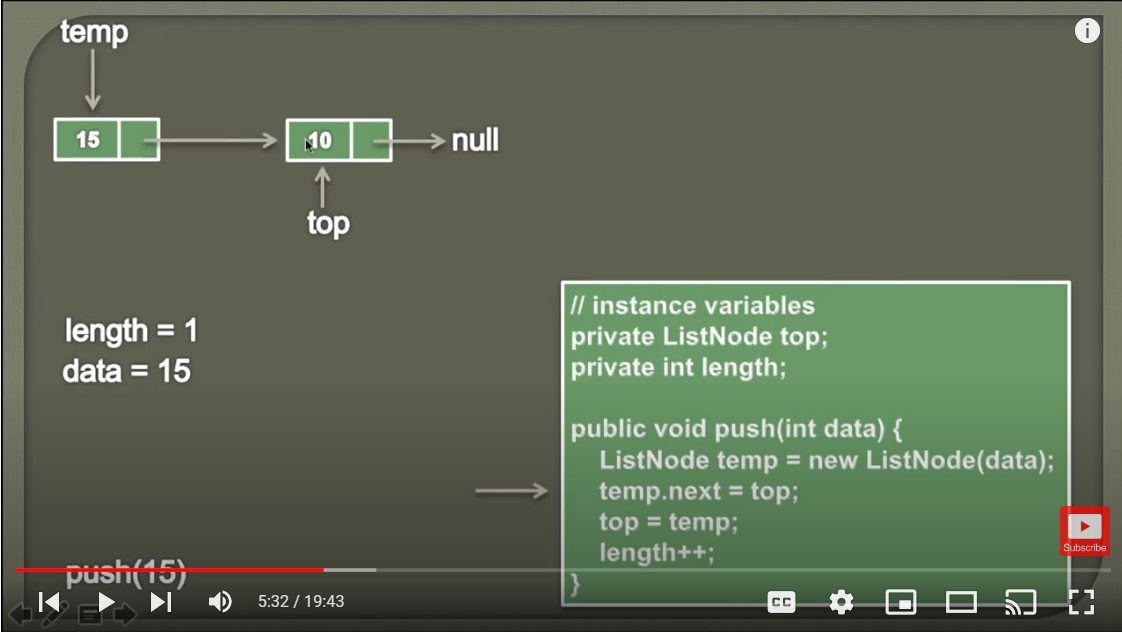 temp
15
10
null
top
length = 1
data = 15
// instance variables
private ListNode top;
private int length;
public void push(int data) {
ListNode temp = new ListNode(data);
temp.next = top;
top = temp;
length++;
}
push(15)
Subscribe
5:32 / 19:43
CC